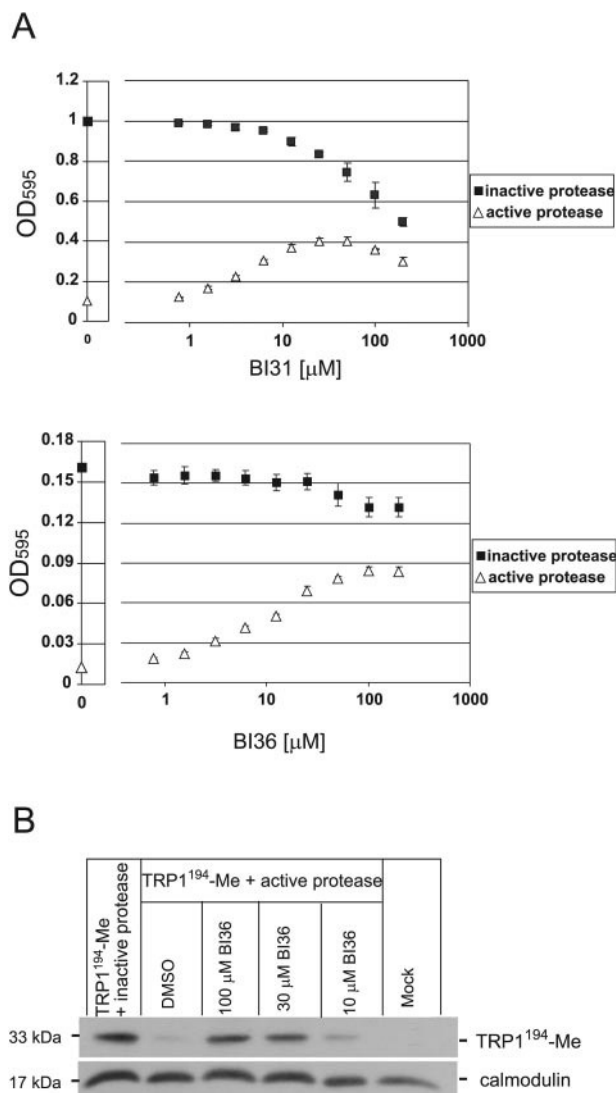 A
1.2
1
0.8
0.6
0.4
0.2
0
OD595
0
1
10
100
1000
BI31 [μM]
■ inactive protease
△ active protease
0.18
0.15
0.12
0.09
0.06
0.03
0
OD595
0
1
10
100
1000
BI36 [μM]
■ inactive protease
△ active protease
B
TRP1¹⁹⁴-Me
+ inactive protease
TRP1¹⁹⁴-Me + active protease
DMSO
100 μM BI36
30 μM BI36
10 μM BI36
Mock
33 kDa
TRP1¹⁹⁴-Me
17 kDa
calmodulin